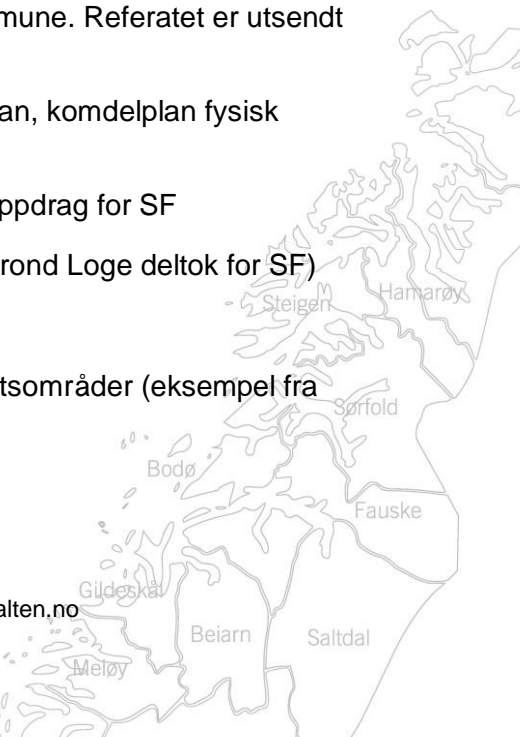 mune. Referatet er utsendt
an, komdelplan fysisk
ppdrag for SF
rond Loge deltok for SF)
Steigen
Hamarøy
tsområder (eksempel fra
Sørfold
Bodø
Fauske
Gildeskål
alten.no
Beiarn
Saltdal
Meløy